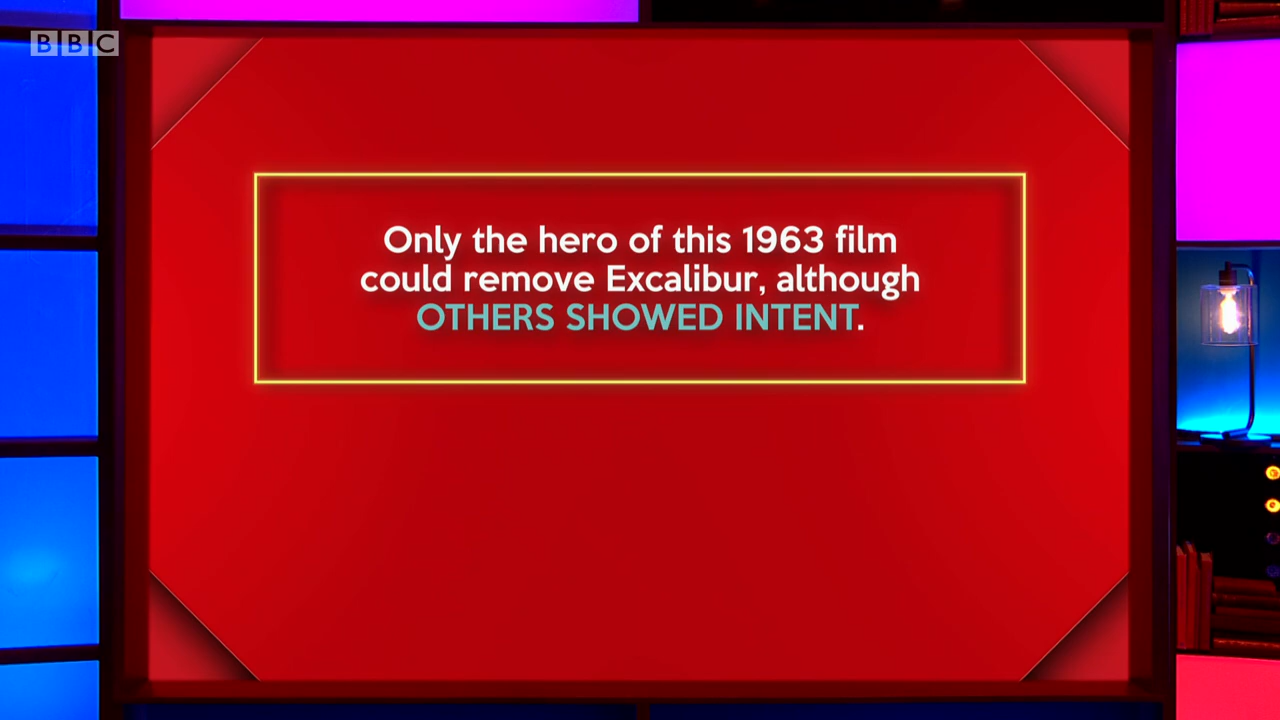 BBC
Only the hero of this 1963 film
could remove Excalibur, although
OTHERS SHOWED INTENT.